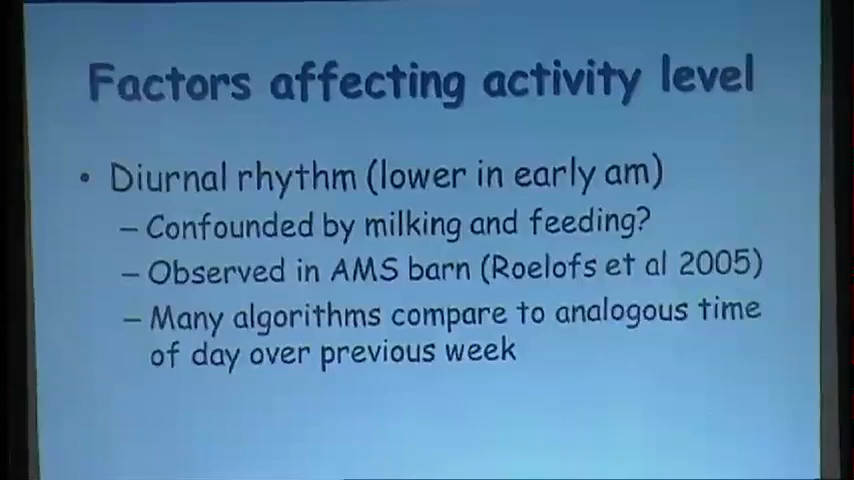 Factors affecting activity level
• Diurnal rhythm (lower in early am)
– Confounded by milking and feeding?
– Observed in AMS barn (Roelofs et al 2005)
– Many algorithms compare to analogous time
of day over previous week